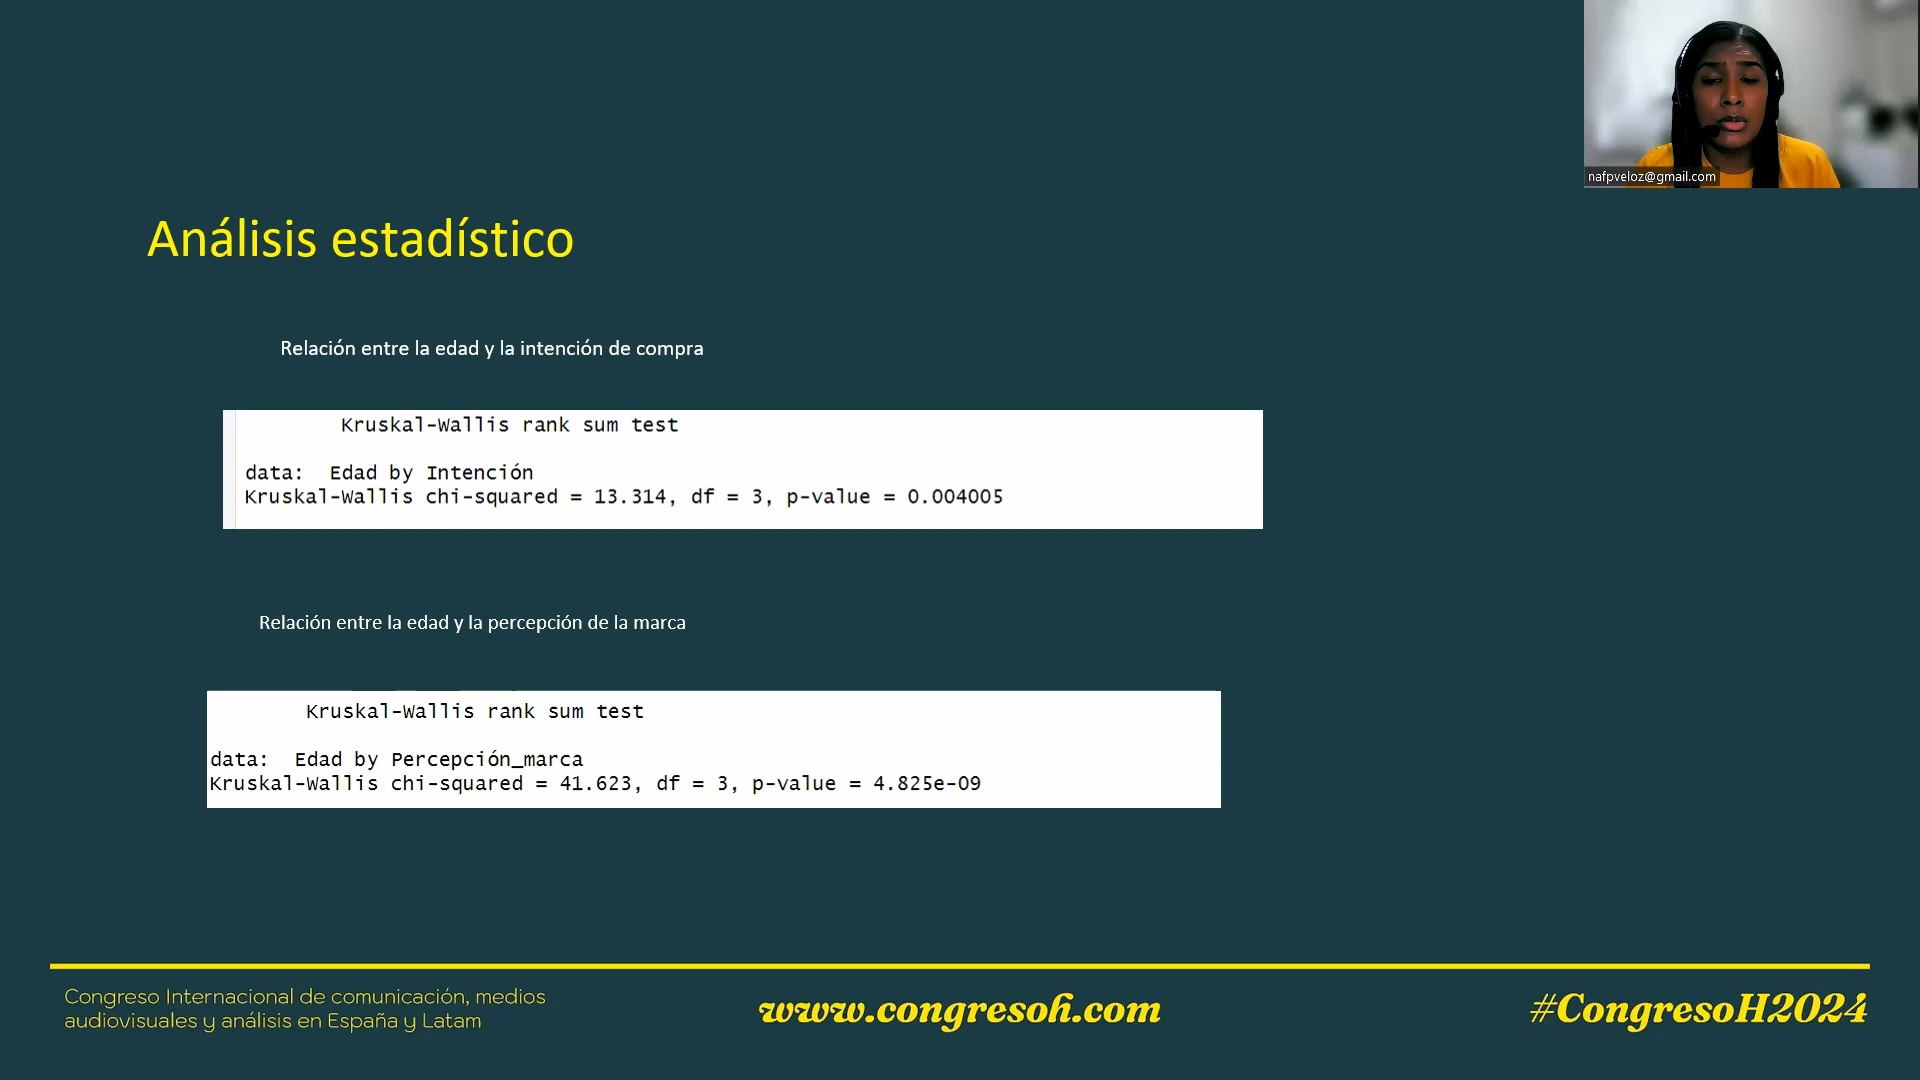 nafpveloz@gmail.com
Análisis estadístico
Relación entre la edad y la intención de compra
Kruskal-Wallis rank sum test
data:  Edad by Intención
Kruskal-Wallis chi-squared = 13.314, df = 3, p-value = 0.004005
Relación entre la edad y la percepción de la marca
Kruskal-Wallis rank sum test
data:  Edad by Percepción_marca
Kruskal-Wallis chi-squared = 41.623, df = 3, p-value = 4.825e-09
Congreso Internacional de comunicación, medios
audiovisuales y análisis en España y Latam
www.congresoh.com
#CongresoH2024